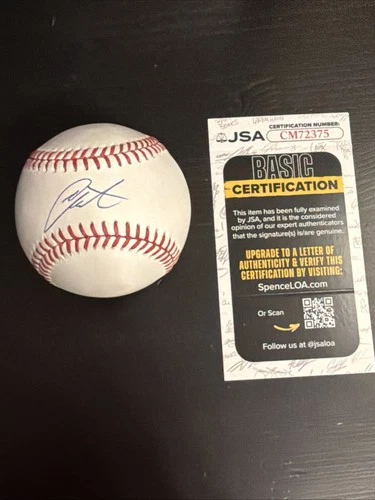 JSA
CERTIFICATION NUMBER:
CM72375
BASIC
CERTIFICATION
This item has been fully examined
by JSA, and it is the considered
opinion of our expert authenticators
that the signature(s) is/are genuine.
UPGRADE TO A LETTER OF
AUTHENTICITY & VERIFY THIS
CERTIFICATION BY VISITING:
SpenceLOA.com
Or Scan
Follow us at @jsaloa